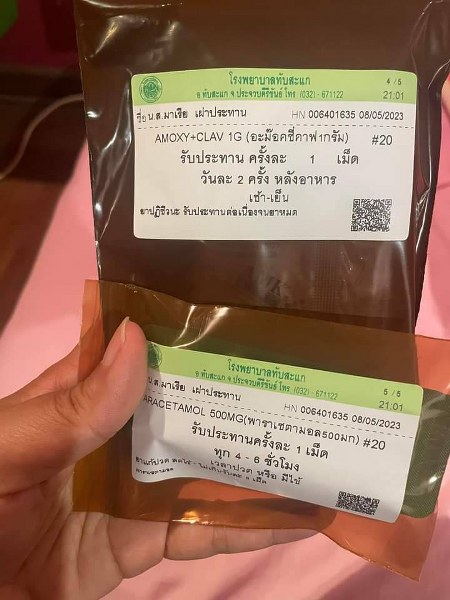 โรงพยาบาลทับสะแก 4/5
อ.ทับสะแก จ.ประจวบคีรีขันธ์ โทร (032)-671122 21:01
ชื่อ น.ส.มาเรีย เผ่าประทาน HN 006401635 08/05/2023
AMOXY+CLAV 1G (อะม๊อคซี่คาฟ1กรัม) #20
รับประทาน ครั้งละ 1 เม็ด
วันละ 2 ครั้ง หลังอาหาร
เช้า-เย็น
ยาปฏิชีวนะ รับประทานต่อเนื่องจนยาหมด
โรงพยาบาลทับสะแก 5/5
อ.ทับสะแก จ.ประจวบคีรีขันธ์ โทร (032)-671122 21:01
น.ส.มาเรีย เผ่าประทาน HN 006401635 08/05/2023
ARACETAMOL 500MG(พาราเซตามอล500มก) #20
รับประทานครั้งละ 1 เม็ด
ทุก 4 - 6 ชั่วโมง
เวลาปวด หรือ มีไข้